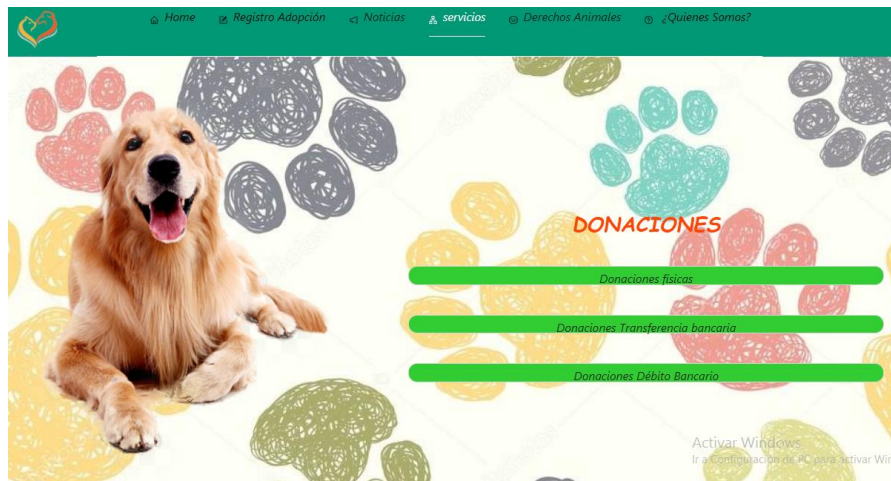 Home
Registro Adopción
Noticias
servicios
Derechos Animales
¿Quienes Somos?
DONACIONES
Donaciones físicas
Donaciones Transferencia bancaria
Donaciones Débito Bancario
Activar Windows
Ir a Configuración de PC para activar Win